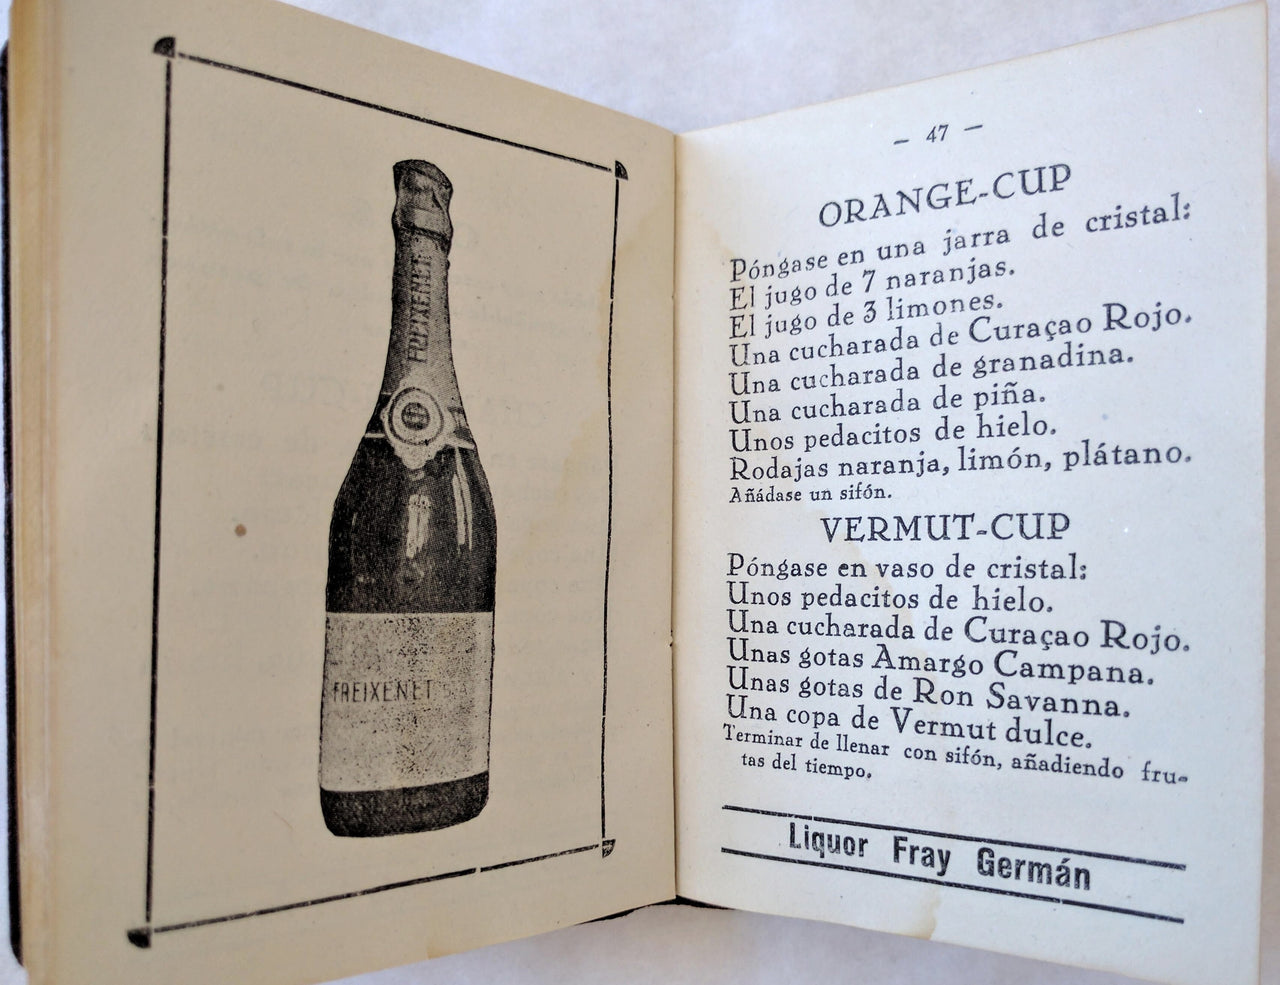 FREIXENET
FREIXENET
— 47 —
ORANGE-CUP
Póngase en una jarra de cristal:
El jugo de 7 naranjas.
El jugo de 3 limones.
Una cucharada de Curaçao Rojo.
Una cucharada de granadina.
Una cucharada de piña.
Unos pedacitos de hielo.
Rodajas naranja, limón, plátano.
Añádase un sifón.
VERMUT-CUP
Póngase en vaso de cristal:
Unos pedacitos de hielo.
Una cucharada de Curaçao Rojo.
Unas gotas Amargo Campana.
Unas gotas de Ron Savanna.
Una copa de Vermut dulce.
Terminar de llenar con sifón, añadiendo fru-
tas del tiempo.
Liquor Fray Germán